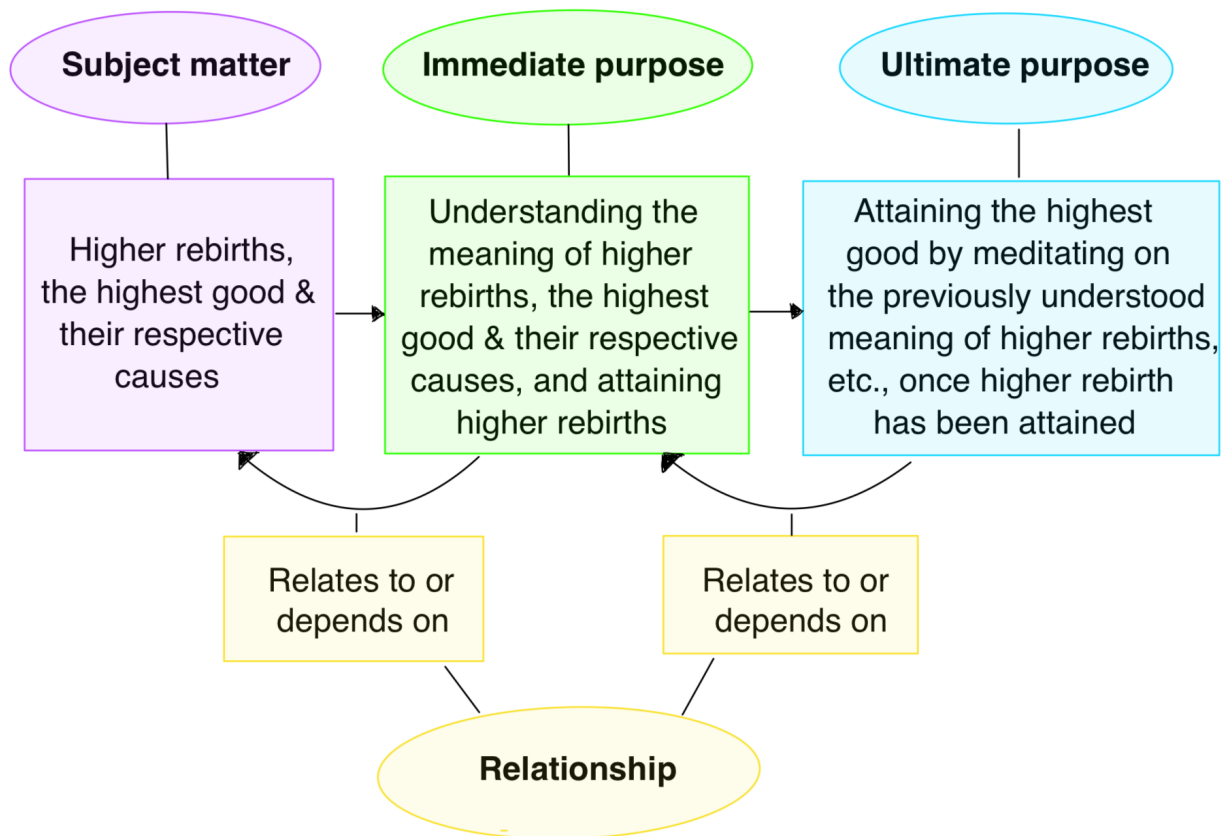 Subject matter
Immediate purpose
Ultimate purpose
Higher rebirths,
the highest good &
their respective
causes
Understanding the
meaning of higher
rebirths, the highest
good & their respective
causes, and attaining
higher rebirths
Attaining the highest
good by meditating on
the previously understood
meaning of higher rebirths,
etc., once higher rebirth
has been attained
Relates to or
depends on
Relates to or
depends on
Relationship